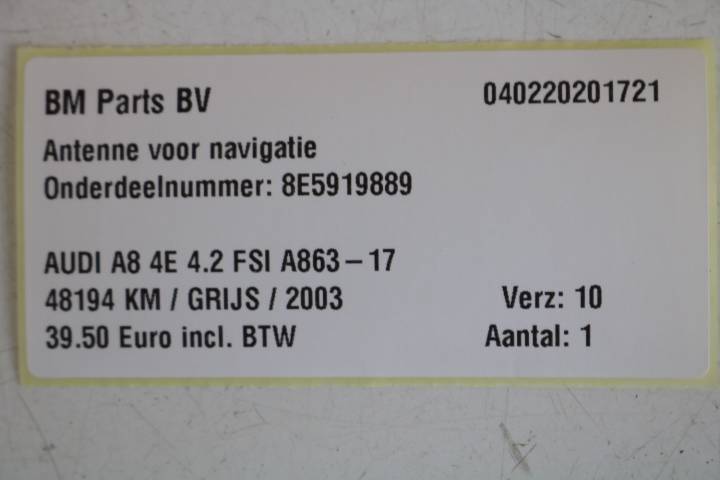 BM Parts BV 040220201721
Antenne voor navigatie
Onderdeelnummer: 8E5919889
AUDI A8 4E 4.2 FSI A863-17
48194 KM / GRIJS / 2003 Verz: 10
39.50 Euro incl. BTW Aantal: 1